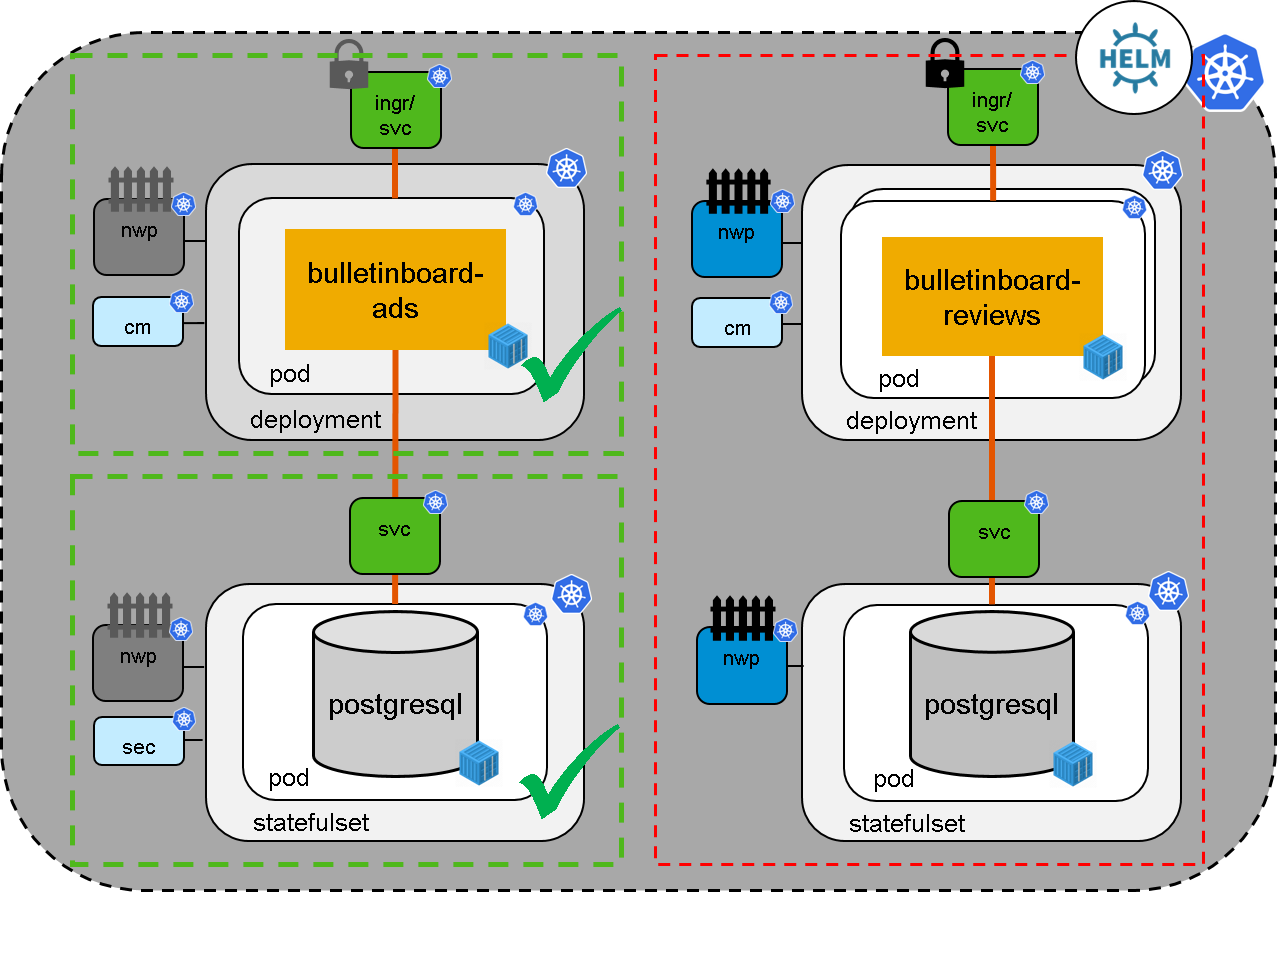 HELM
ingr/
svc
nwp
cm
bulletinboard-
ads
pod
deployment
svc
nwp
sec
postgresql
pod
statefulset
ingr/
svc
nwp
cm
bulletinboard-
reviews
pod
deployment
svc
nwp
postgresql
pod
statefulset